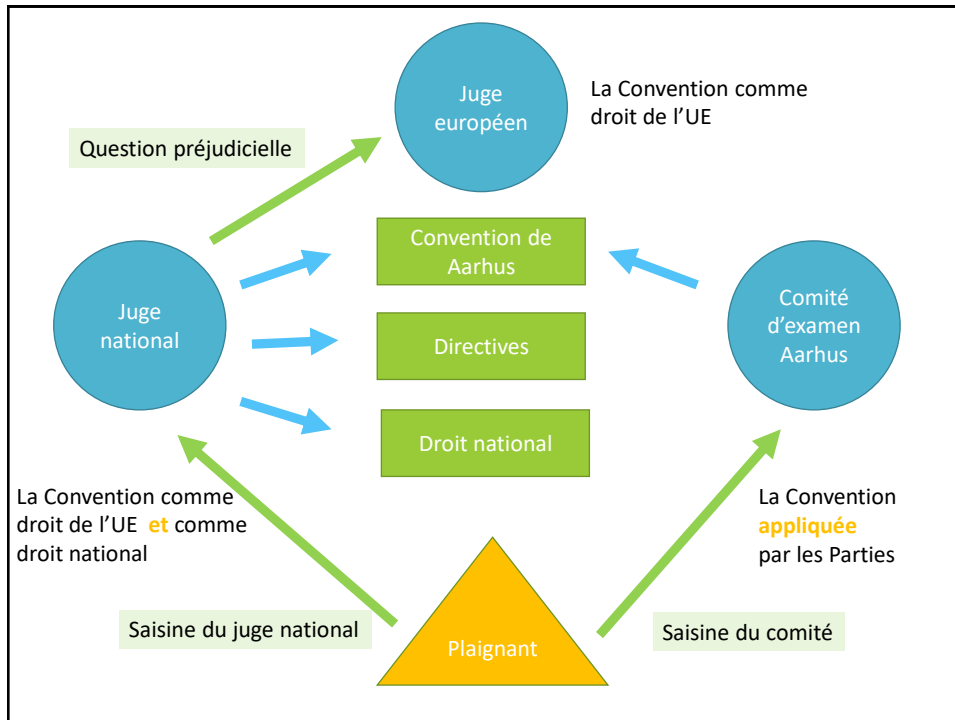 Juge
européen
La Convention comme
droit de l'UE
Question préjudicielle
Convention de
Aarhus
Juge
national
Comité
d'examen
Aarhus
Directives
Droit national
La Convention comme
droit de l'UE et comme
droit national
La Convention
appliquée
par les Parties
Saisine du juge national
Plaignant
Saisine du comité